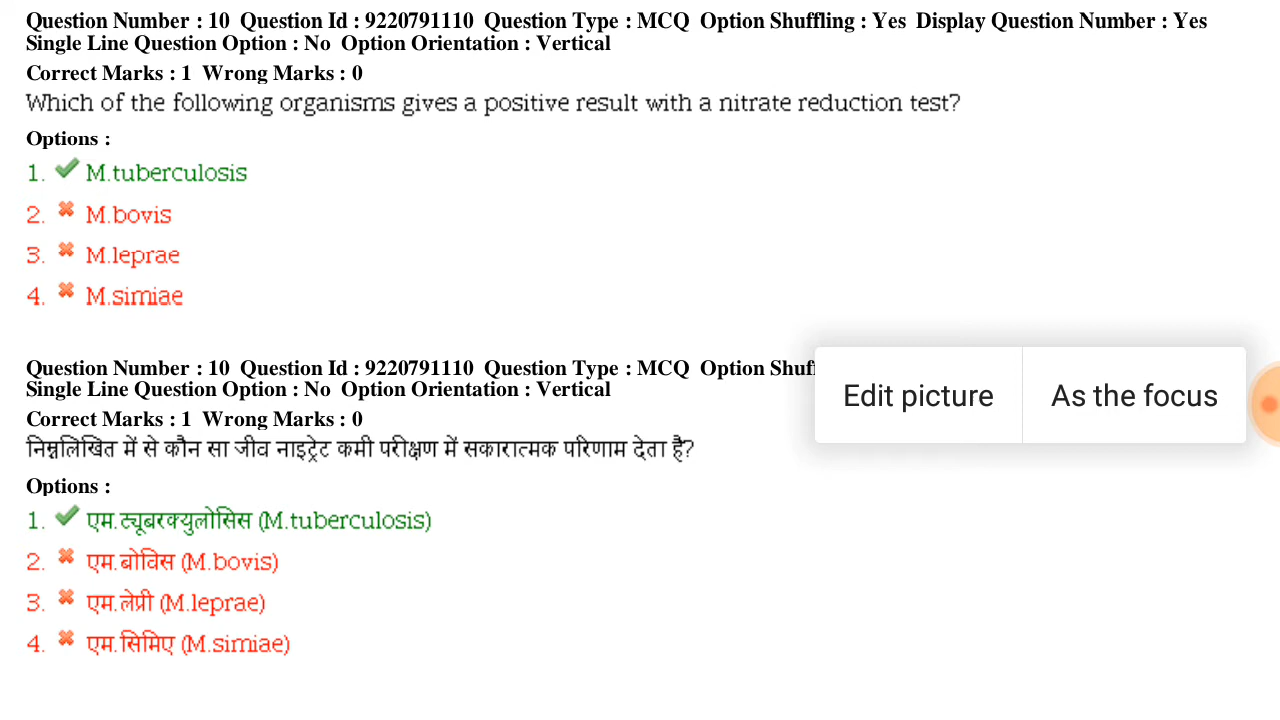 Question Number : 10 Question Id : 9220791110 Question Type : MCQ Option Shuffling : Yes Display Question Number : Yes
Single Line Question Option : No Option Orientation : Vertical
Correct Marks : 1 Wrong Marks : 0
Which of the following organisms gives a positive result with a nitrate reduction test?
Options :
1. M.tuberculosis
2. M.bovis
3. M.leprae
4. M.simiae
Question Number : 10 Question Id : 9220791110 Question Type : MCQ Option
Single Line Question Option : No Option Orientation : Vertical
Edit picture As the focus
Correct Marks : 1 Wrong Marks : 0
निम्नलिखित में से कौन सा जीव नाइट्रेट कमी परीक्षण में सकारात्मक परिणाम देता है?
Options :
1. एम.ट्यूबरक्युलोसिस (M.tuberculosis)
2. एम.बोविस (M.bovis)
3. एम.लेप्री (M.leprae)
4. एम.सिमिए (M.simiae)